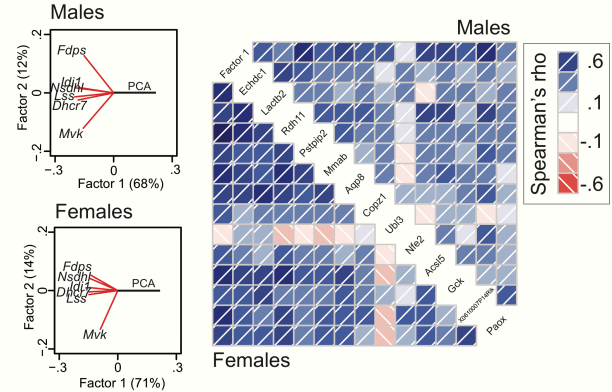 Males
Factor 2 (12%)
.2
0
-.2
Fdps
Idi1
Nsdhl
Lss
Dhcr7
Mvk
PCA
-.3 0 .3
Factor 1 (68%)
Females
Factor 2 (14%)
.2
0
-.2
Fdps
Nsdhl
Idi1
Dhcr7
Lss
Mvk
PCA
-.3 0 .3
Factor 1 (71%)
Males
Factor 1
Echdc1
Lactb2
Rdh11
Pstpip2
Mmab
Aqp8
Copz1
Ubl3
Nfe2
Acsl5
Gck
Paox
Females
Spearman's rho
.6
.1
-.1
-.6